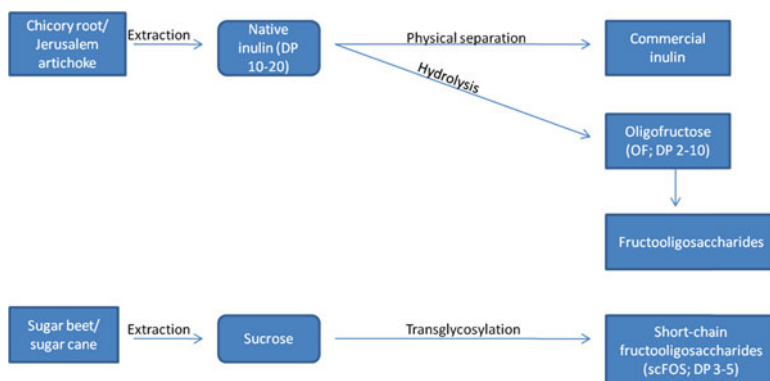 Chicory root/
Jerusalem
artichoke
Extraction
Native
inulin (DP
10-20)
Physical separation
Commercial
inulin
Hydrolysis
Oligofructose
(OF; DP 2-10)
Fructooligosaccharides
Sugar beet/
sugar cane
Extraction
Sucrose
Transglycosylation
Short-chain
fructooligosaccharides
(scFOS; DP 3-5)